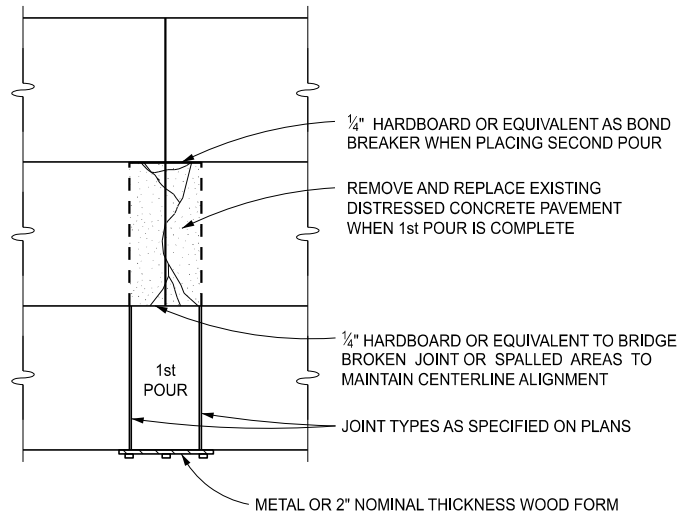 ¼" HARDBOARD OR EQUIVALENT AS BOND
BREAKER WHEN PLACING SECOND POUR
REMOVE AND REPLACE EXISTING
DISTRESSED CONCRETE PAVEMENT
WHEN 1st POUR IS COMPLETE
¼" HARDBOARD OR EQUIVALENT TO BRIDGE
BROKEN JOINT OR SPALLED AREAS TO
MAINTAIN CENTERLINE ALIGNMENT
1st
POUR
JOINT TYPES AS SPECIFIED ON PLANS
METAL OR 2" NOMINAL THICKNESS WOOD FORM